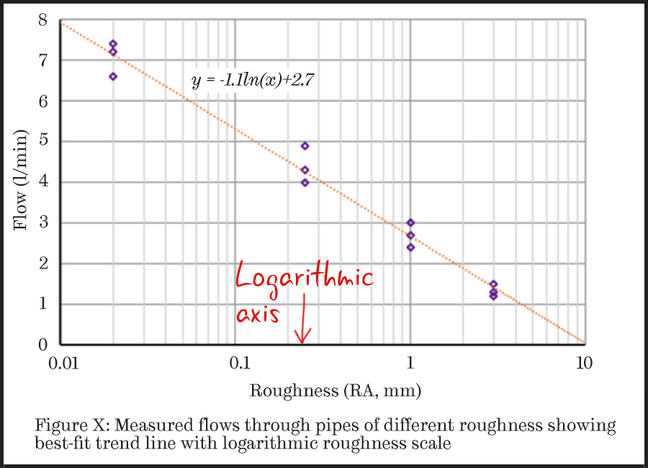 8
7
y = -1.1ln(x)+2.7
6
5
Flow (l/min)
4
3
2
Logarithmic
axis
1
0
0.01 0.1 1 10
Roughness (RA, mm)
Figure X: Measured flows through pipes of different roughness showing
best-fit trend line with logarithmic roughness scale